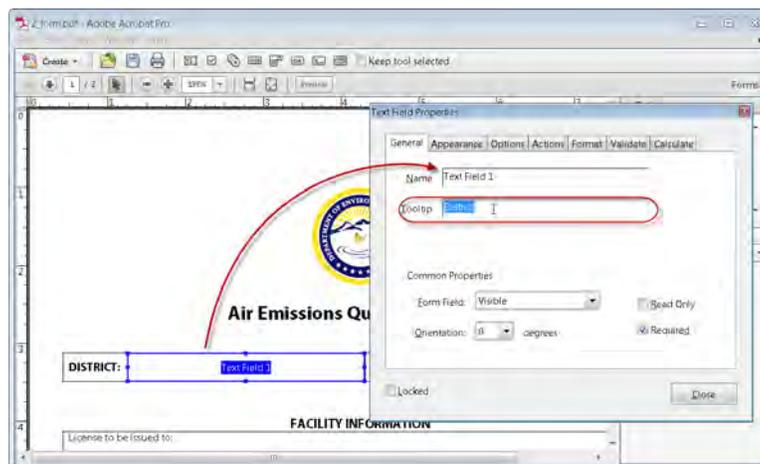 2_form.pdf - Adobe Acrobat Pro
Create
Keep tool selected
1 / 2
Forms
Text Field Properties
General Appearance Options Actions Format Validate Calculate
Name Text Field 1
Tooltip District
Common Properties
Form Field: Visible
Read Only
Orientation: 0 degrees
Required
Locked
Close
Air Emissions Qu
DISTRICT: Text Field 1
FACILITY INFORMATION
License to be issued to: